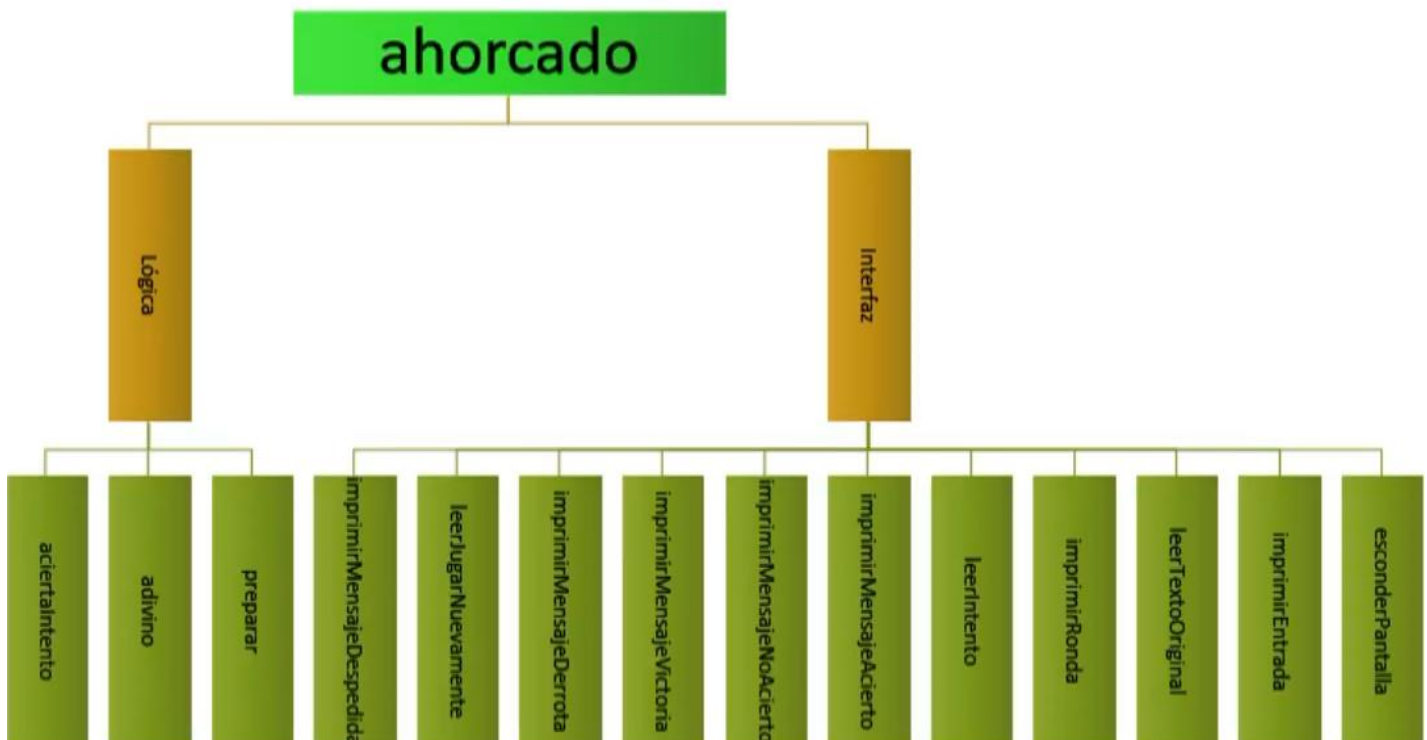 ahorcado
Lógica
Interfaz
aciertaIntento
adivino
preparar
imprimirMensajeDespedida
leerJugarNuevamente
imprimirMensajeDerrota
imprimirMensajeVictoria
imprimirMensajeNoAcierto
imprimirMensajeAcierto
leerIntento
imprimirRonda
leerTextoOriginal
imprimirEntrada
esconderPantalla